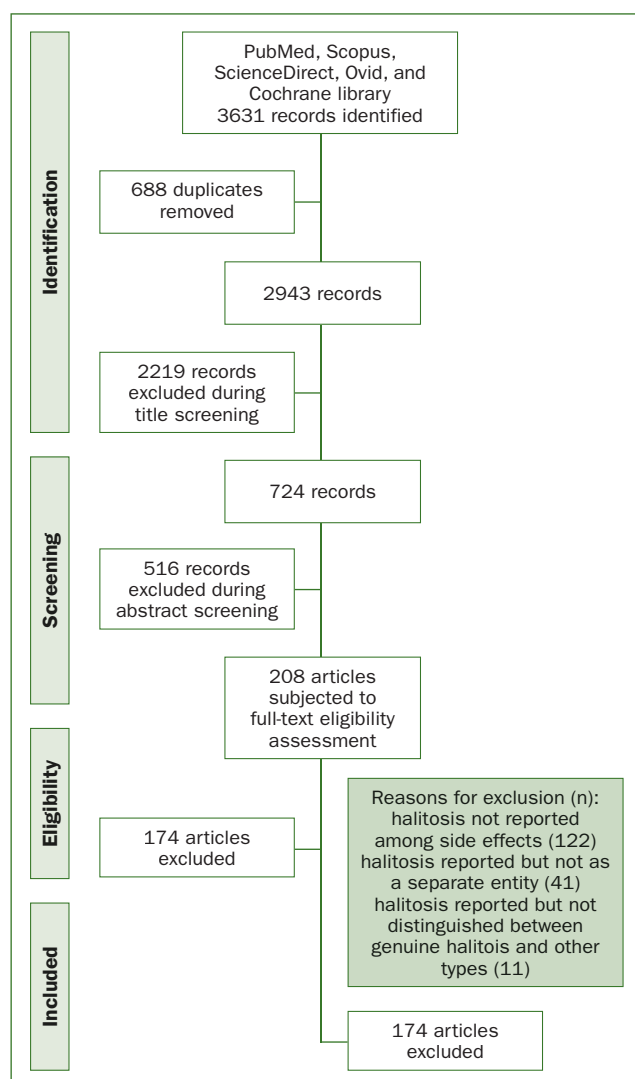 PubMed, Scopus,
ScienceDirect, Ovid, and
Cochrane library
3631 records identified
Identification
688 duplicates
removed
2943 records
2219 records
excluded during
title screening
Screening
724 records
516 records
excluded during
abstract screening
208 articles
subjected to
full-text eligibility
assessment
Eligibility
174 articles
excluded
Reasons for exclusion (n):
halitosis not reported
among side effects (122)
halitosis reported but not as
a separate entity (41)
halitosis reported but not
distinguished between
genuine halitois and other
types (11)
Included
174 articles
excluded